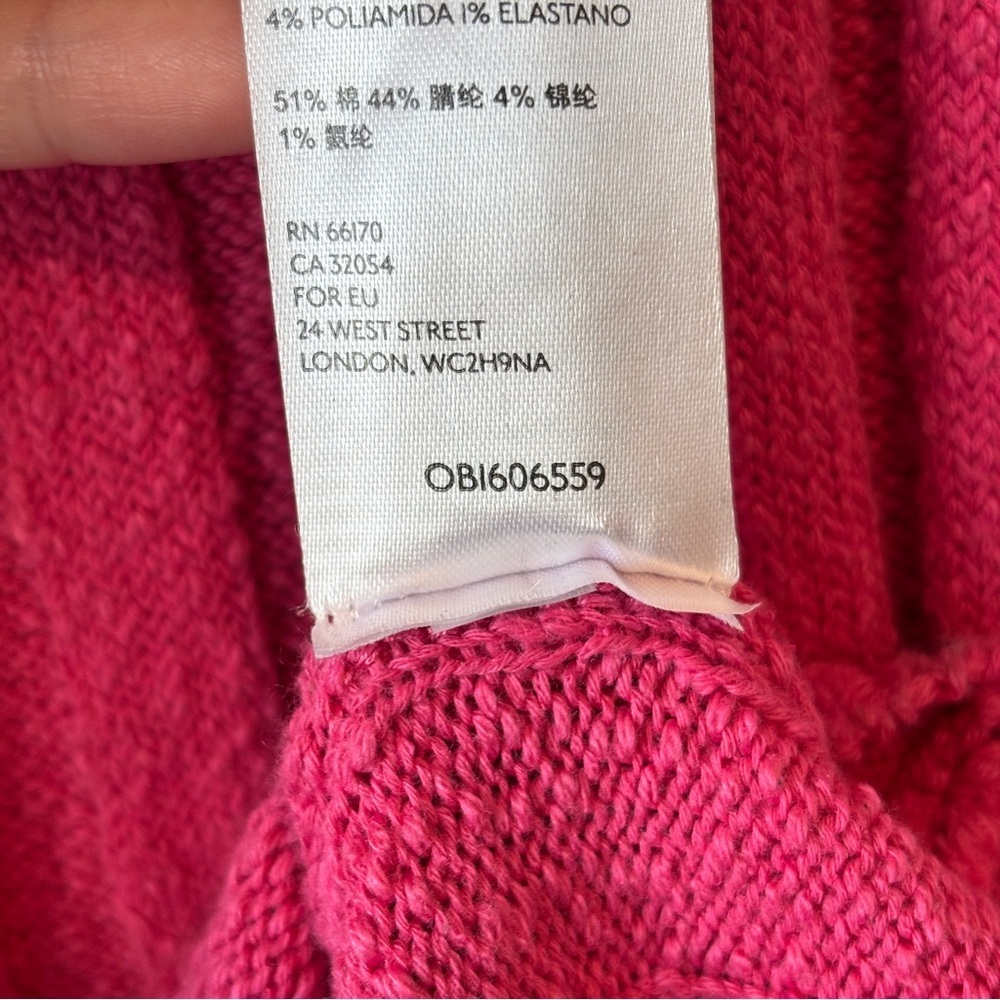 4% POLIAMIDA 1% ELASTANO
51% 棉 44% 腈纶 4% 锦纶
1% 氨纶
RN 66170
CA 32054
FOR EU
24 WEST STREET
LONDON, WC2H9NA
OB1606559